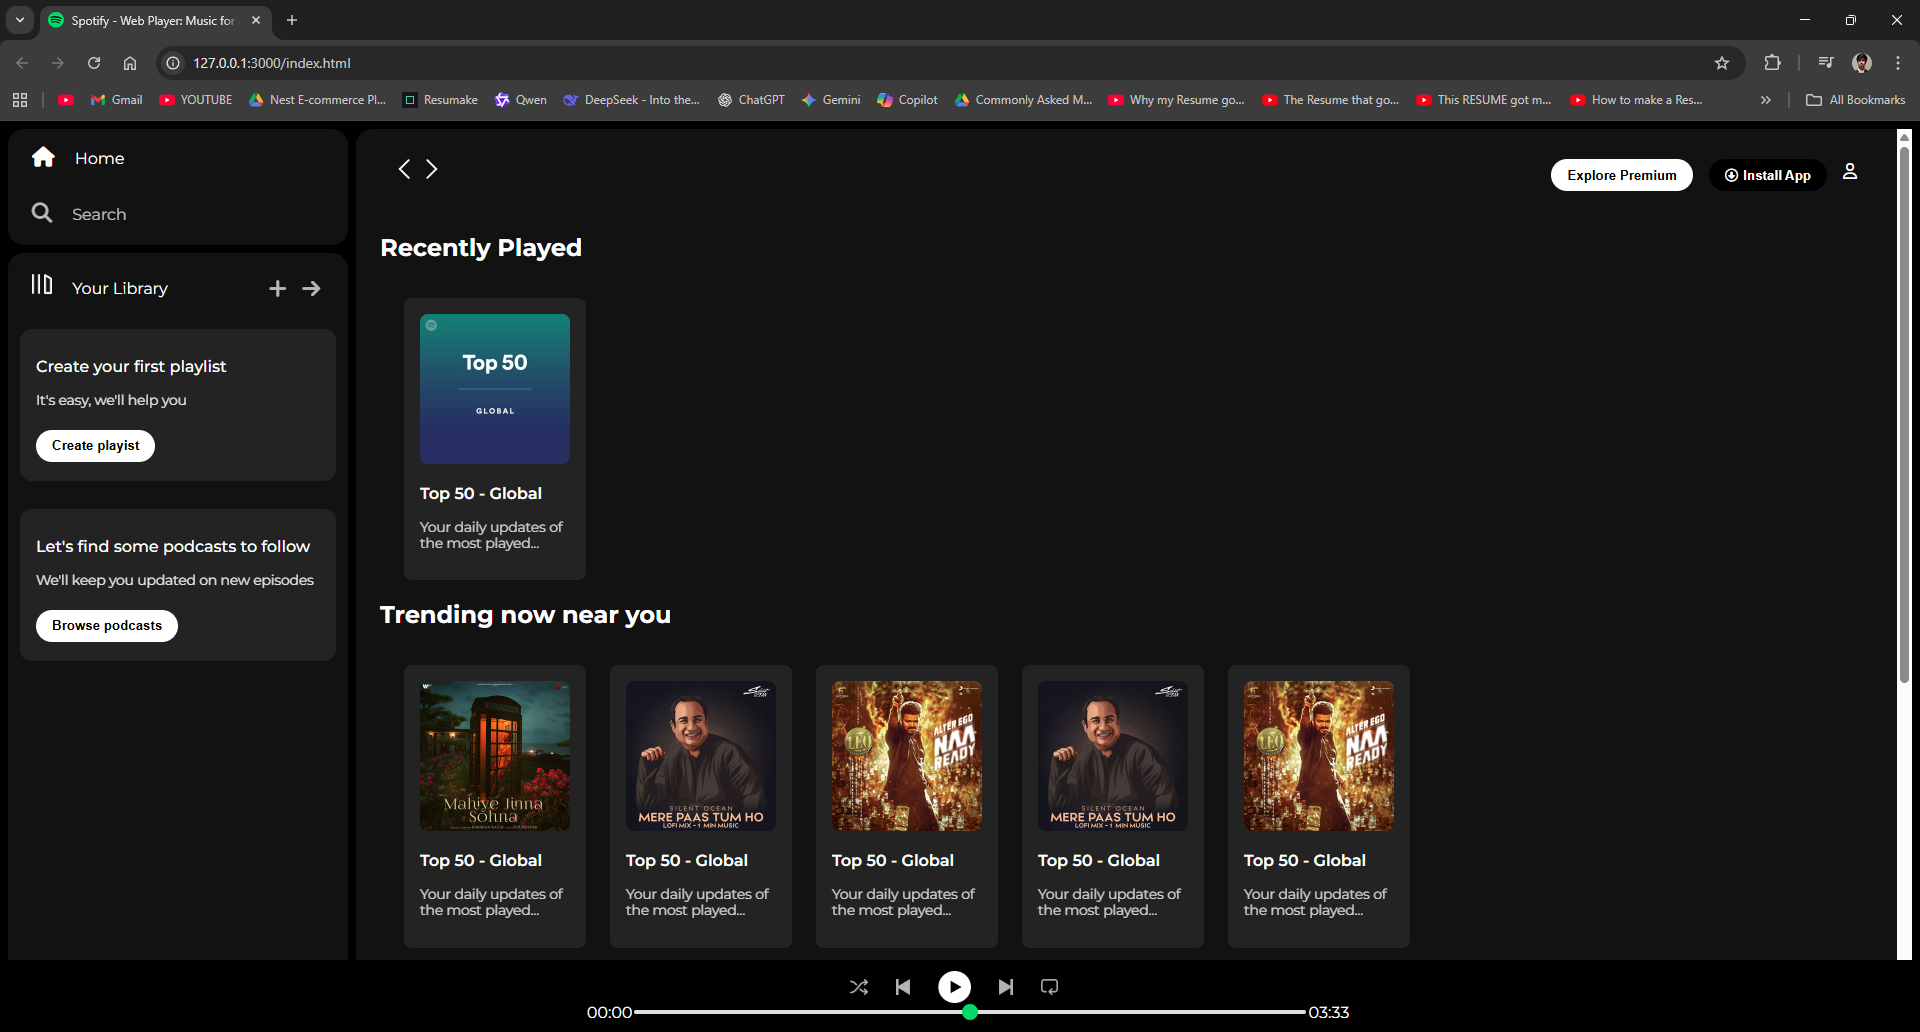 Spotify - Web Player: Music for
127.0.0.1:3000/index.html
Gmail
YOUTUBE
Nest E-commerce Pl...
Resumake
Qwen
DeepSeek - Into the...
ChatGPT
Gemini
Copilot
Commonly Asked M...
Why my Resume go...
The Resume that go...
This RESUME got m...
How to make a Res...
All Bookmarks
Home
Search
Your Library
Create your first playlist
It's easy, we'll help you
Create playist
Let's find some podcasts to follow
We'll keep you updated on new episodes
Browse podcasts
Explore Premium
Install App
Recently Played
Top 50
GLOBAL
Top 50 - Global
Your daily updates of
the most played...
Trending now near you
Mahiye Jinna
Sohna
Top 50 - Global
Your daily updates of
the most played...
SILENT OCEAN
MERE PAAS TUM HO
LOFI MIX - 1 MIN MUSIC
Top 50 - Global
Your daily updates of
the most played...
LEO
ALTER EGO
NAA
READY
Top 50 - Global
Your daily updates of
the most played...
SILENT OCEAN
MERE PAAS TUM HO
LOFI MIX - 1 MIN MUSIC
Top 50 - Global
Your daily updates of
the most played...
LEO
ALTER EGO
NAA
READY
Top 50 - Global
Your daily updates of
the most played...
00:00
03:33